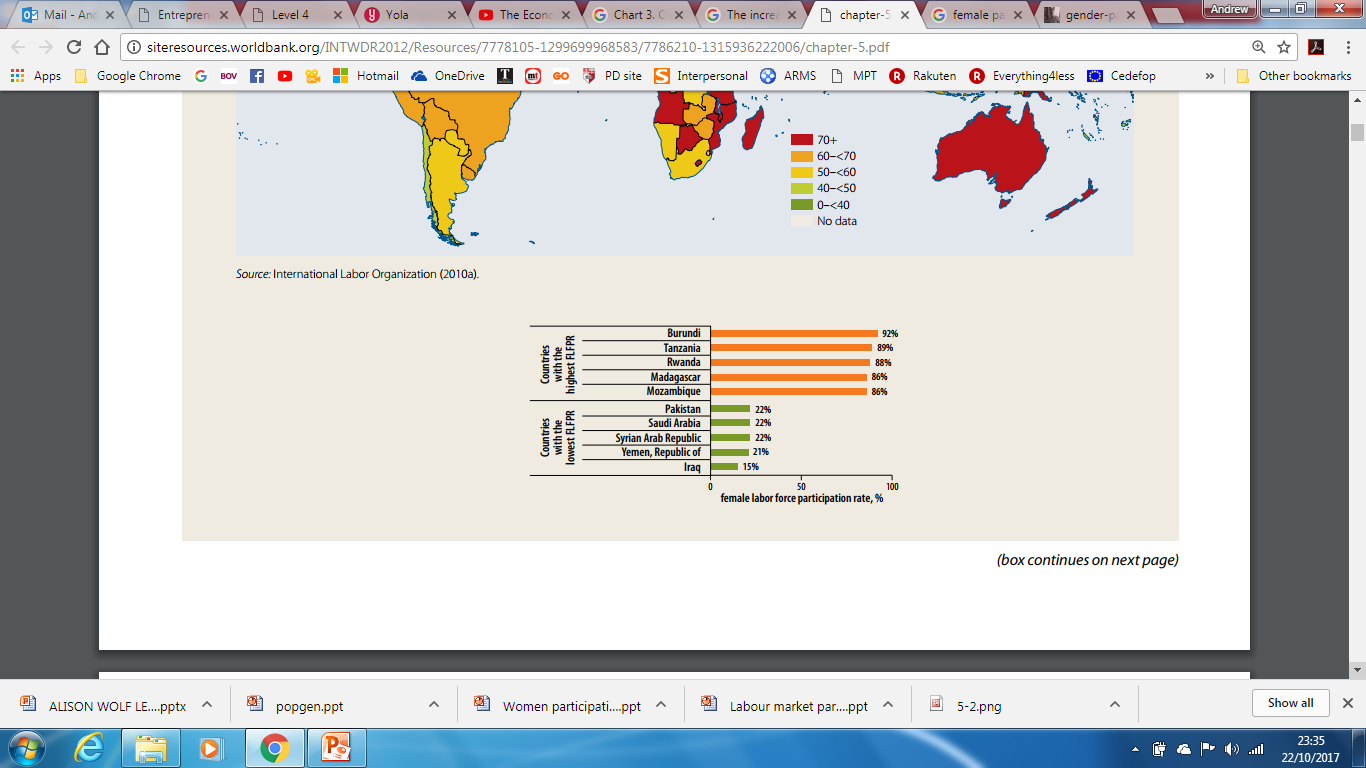 Mail - And
Entrepren
Level 4
Yola
The Econo
Chart 3. C
The increa
chapter-5
female pa
gender-pa
Andrew
siteresources.worldbank.org/INTWDR2012/Resources/7778105-1299699968583/7786210-1315936222006/chapter-5.pdf
Apps
Google Chrome
BOV
Hotmail
OneDrive
T
GO
PD site
S
Interpersonal
ARMS
MPT
R
Rakuten
R
Everything4less
Cedefop
»
Other bookmarks
70+
60–<70
50–<60
40–<50
0–<40
No data
Source: International Labor Organization (2010a).
Countries
with the
highest FLFPR
Burundi 92%
Tanzania 89%
Rwanda 88%
Madagascar 86%
Mozambique 86%
Countries
with the
lowest FLFPR
Pakistan 22%
Saudi Arabia 22%
Syrian Arab Republic 22%
Yemen, Republic of 21%
Iraq 15%
0 50 100
female labor force participation rate, %
(box continues on next page)
ALISON WOLF LE....pptx
popgen.ppt
Women participati....ppt
Labour market par....ppt
5-2.png
Show all
23:35
22/10/2017